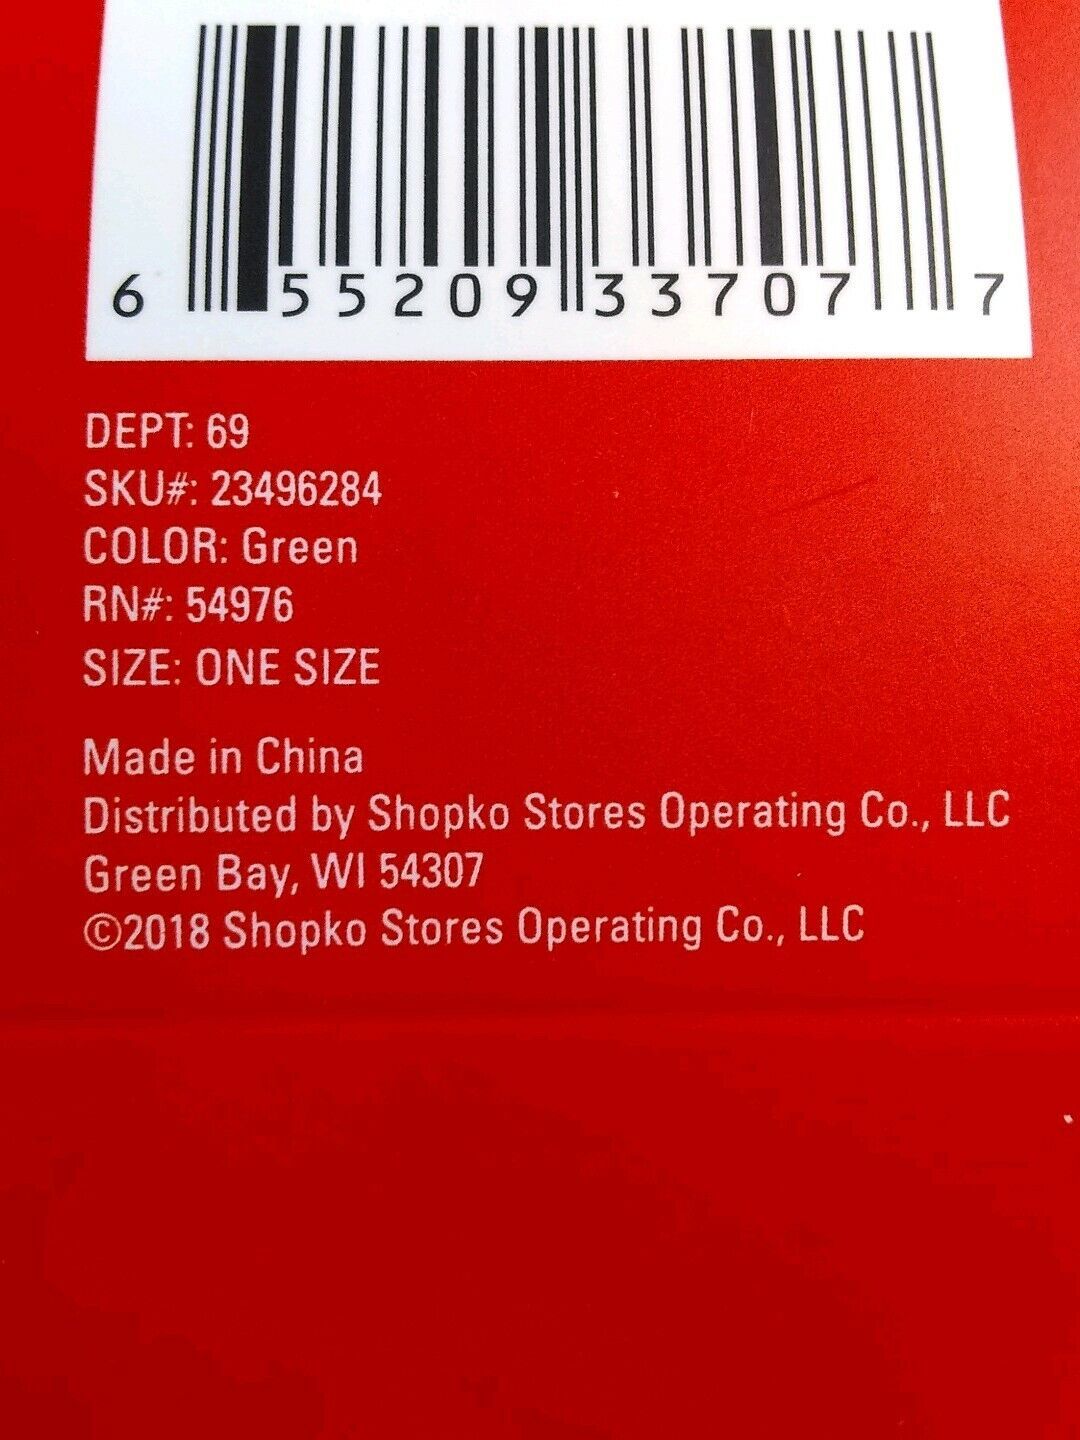 6 55209 33707 7
DEPT: 69
SKU#: 23496284
COLOR: Green
RN#: 54976
SIZE: ONE SIZE
Made in China
Distributed by Shopko Stores Operating Co., LLC
Green Bay, WI 54307
©2018 Shopko Stores Operating Co., LLC